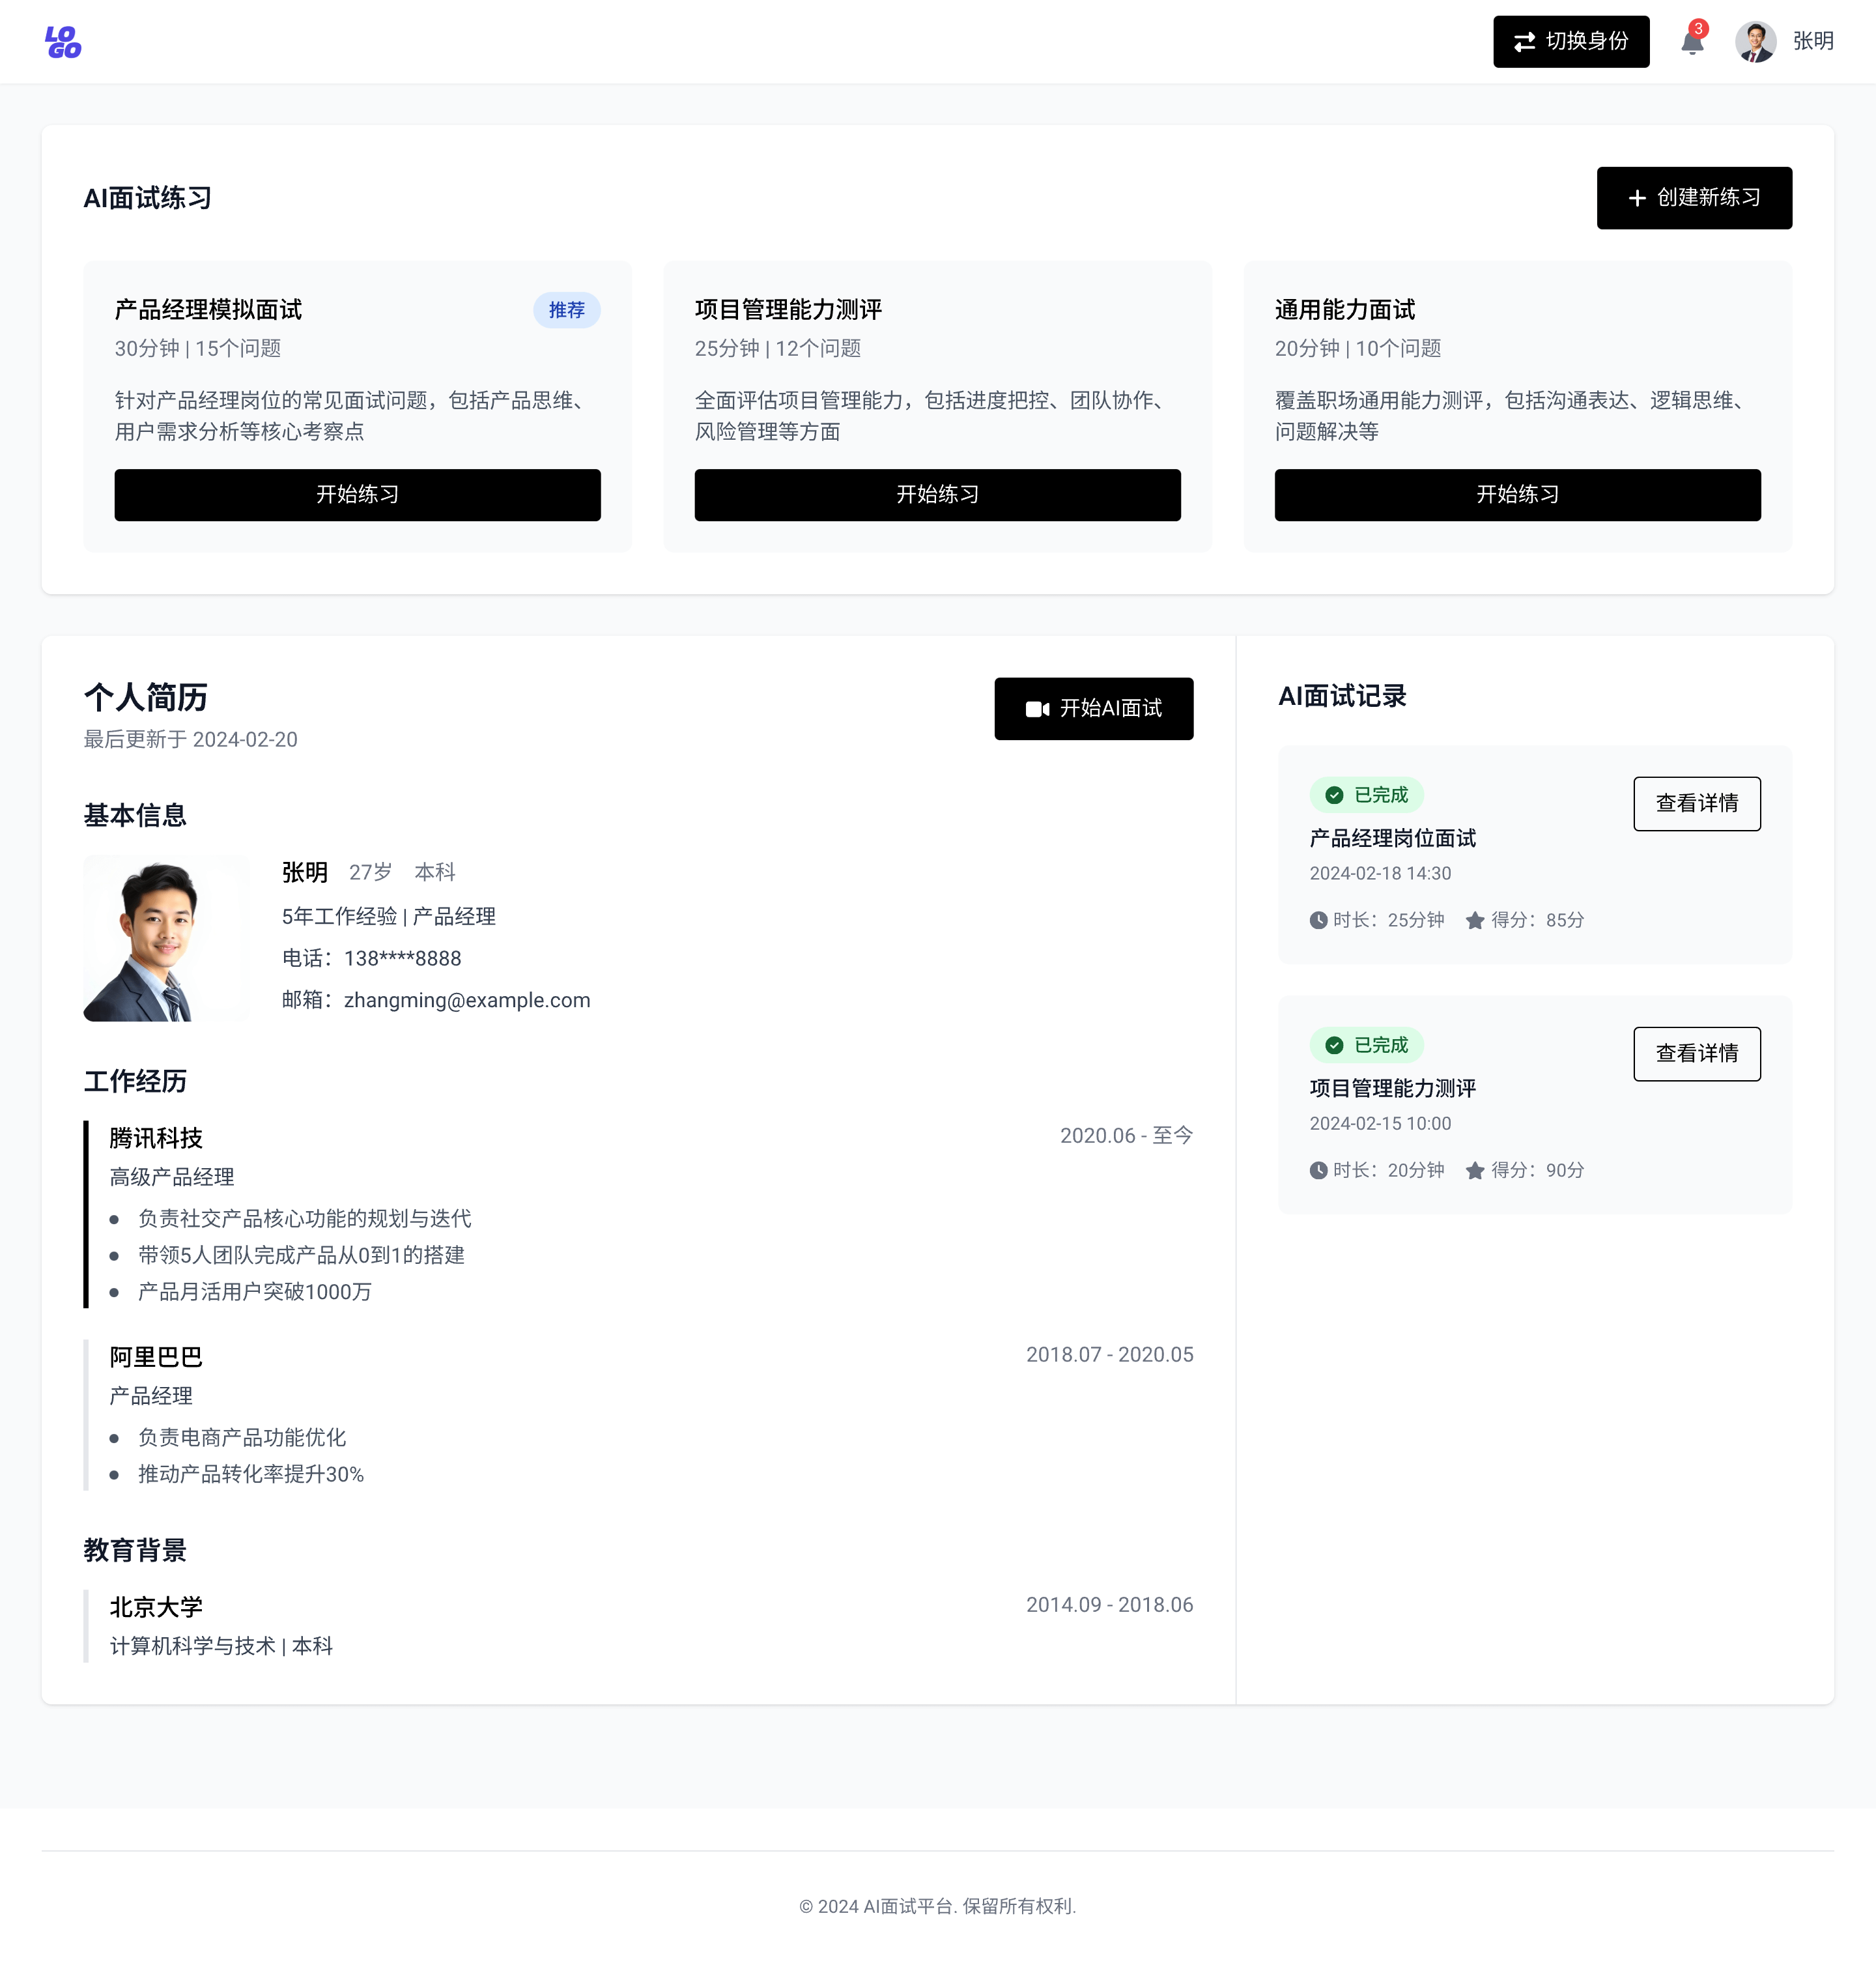 LO
GO
切换身份
3
张明
AI面试练习
创建新练习
产品经理模拟面试
推荐
30分钟 | 15个问题
针对产品经理岗位的常见面试问题，包括产品思维、
用户需求分析等核心考察点
开始练习
项目管理能力测评
25分钟 | 12个问题
全面评估项目管理能力，包括进度把控、团队协作、
风险管理等方面
开始练习
通用能力面试
20分钟 | 10个问题
覆盖职场通用能力测评，包括沟通表达、逻辑思维、
问题解决等
开始练习
个人简历
最后更新于 2024-02-20
开始AI面试
基本信息
张明 27岁 本科
5年工作经验 | 产品经理
电话：138****8888
邮箱：zhangming@example.com
工作经历
腾讯科技
2020.06 - 至今
高级产品经理
负责社交产品核心功能的规划与迭代
带领5人团队完成产品从0到1的搭建
产品月活用户突破1000万
阿里巴巴
2018.07 - 2020.05
产品经理
负责电商产品功能优化
推动产品转化率提升30%
教育背景
北京大学
2014.09 - 2018.06
计算机科学与技术 | 本科
AI面试记录
已完成
查看详情
产品经理岗位面试
2024-02-18 14:30
时长：25分钟 得分：85分
已完成
查看详情
项目管理能力测评
2024-02-15 10:00
时长：20分钟 得分：90分
© 2024 AI面试平台. 保留所有权利.